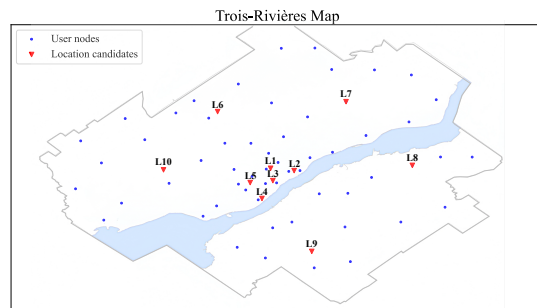 Trois-Rivières Map
User nodes
Location candidates
L7
L6
L1
L2
L8
L10
L5
L3
L4
L9